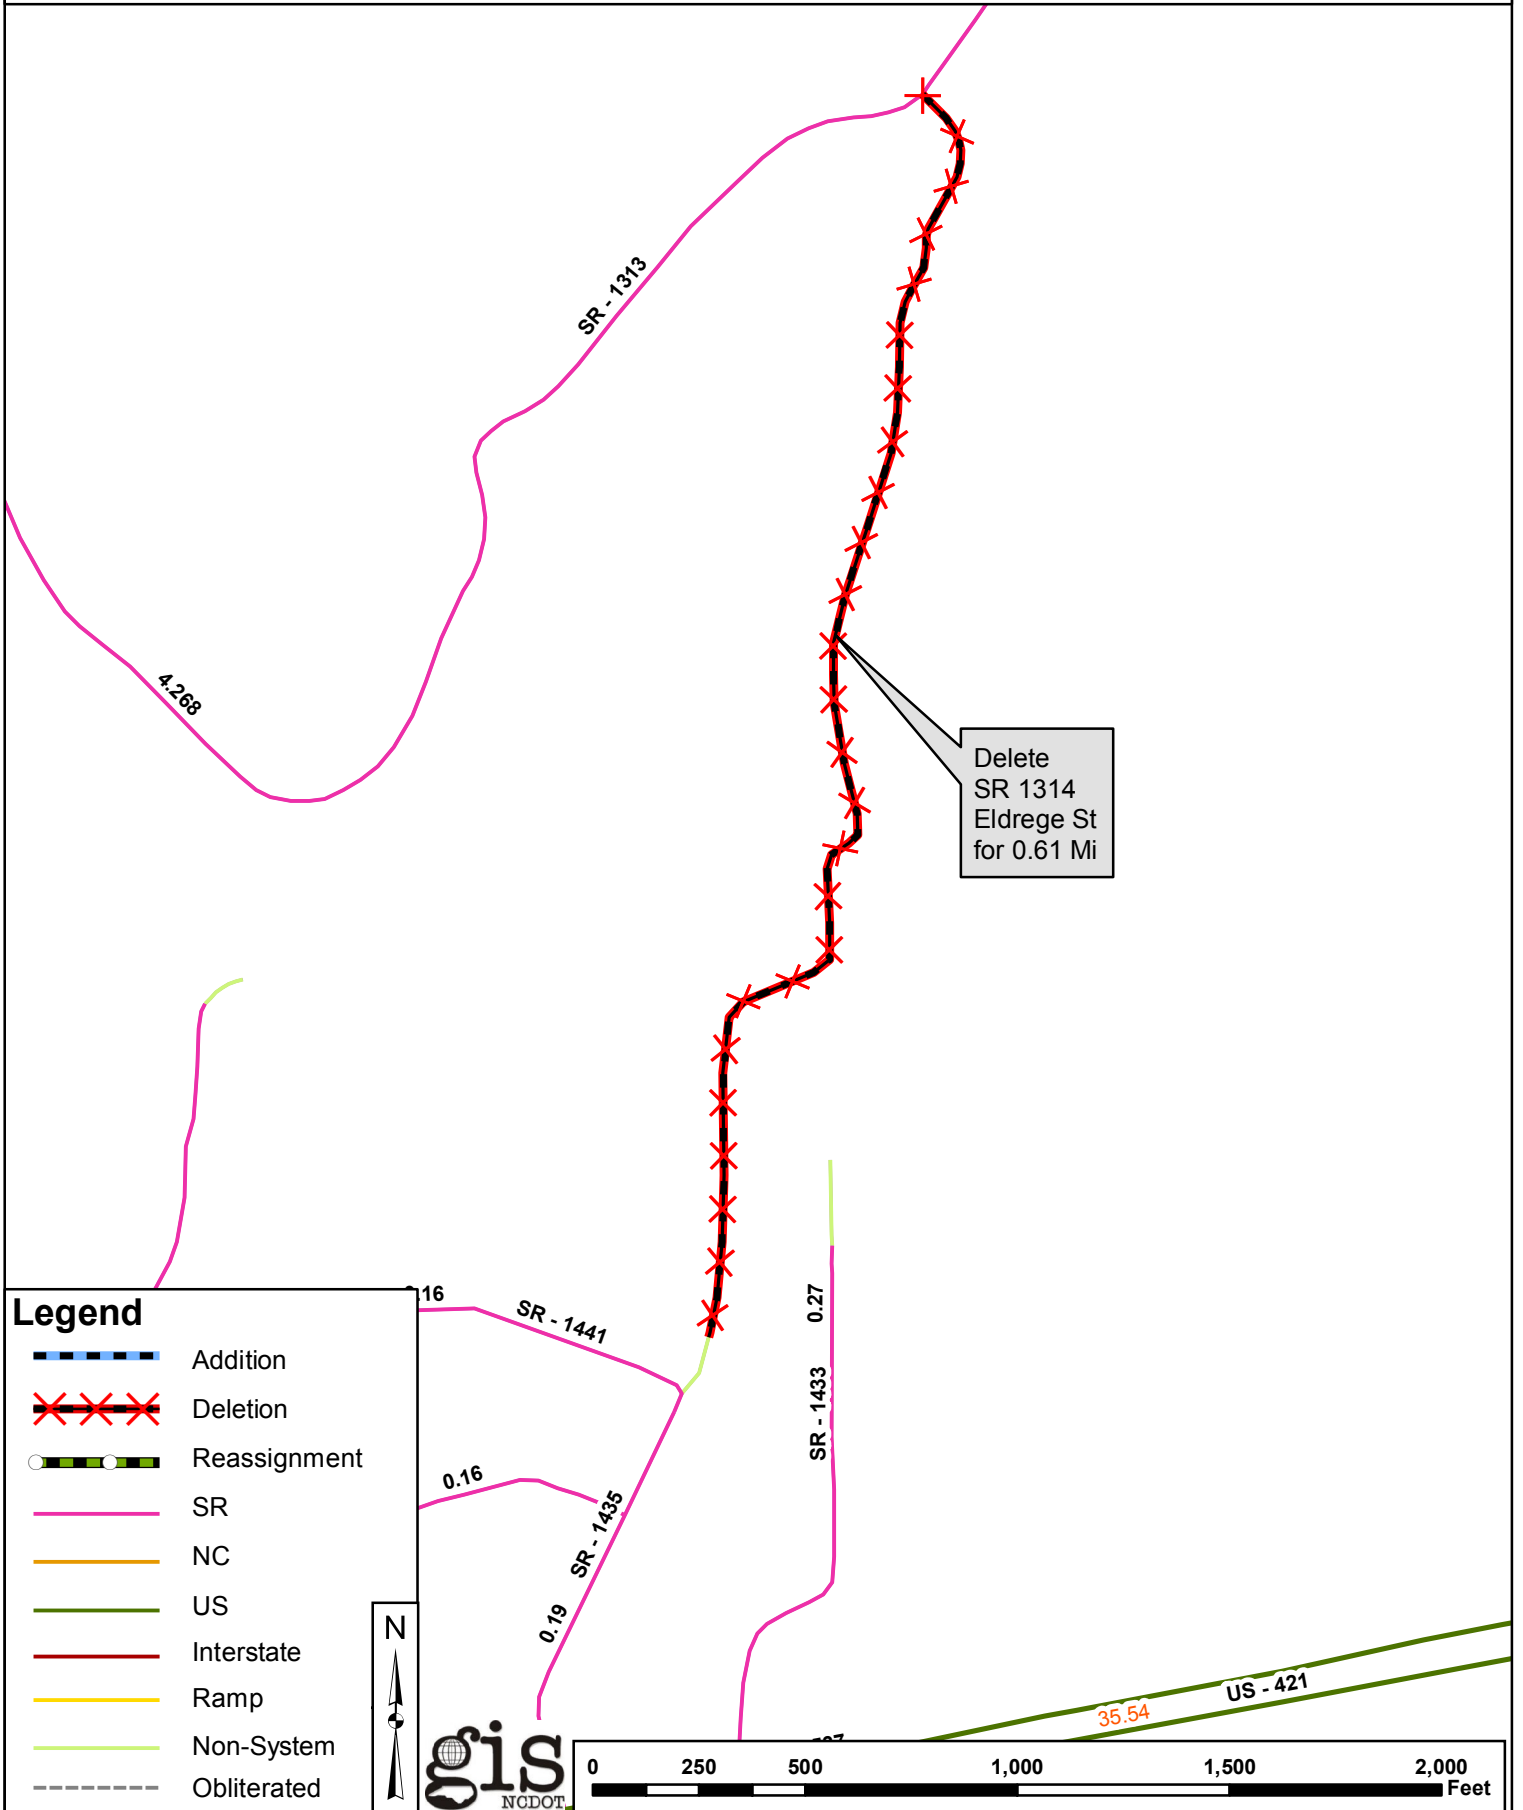 SR - 1313
4.268
Delete
SR 1314
Eldrege St
for 0.61 Mi
.16
SR - 1441
0.27
SR - 1433
0.16
SR - 1435
0.19
US - 421
35.54
Legend
Addition
Deletion
Reassignment
SR
NC
US
Interstate
Ramp
Non-System
Obliterated
N
gis
NCDOT
0 250 500 1,000 1,500 2,000
Feet